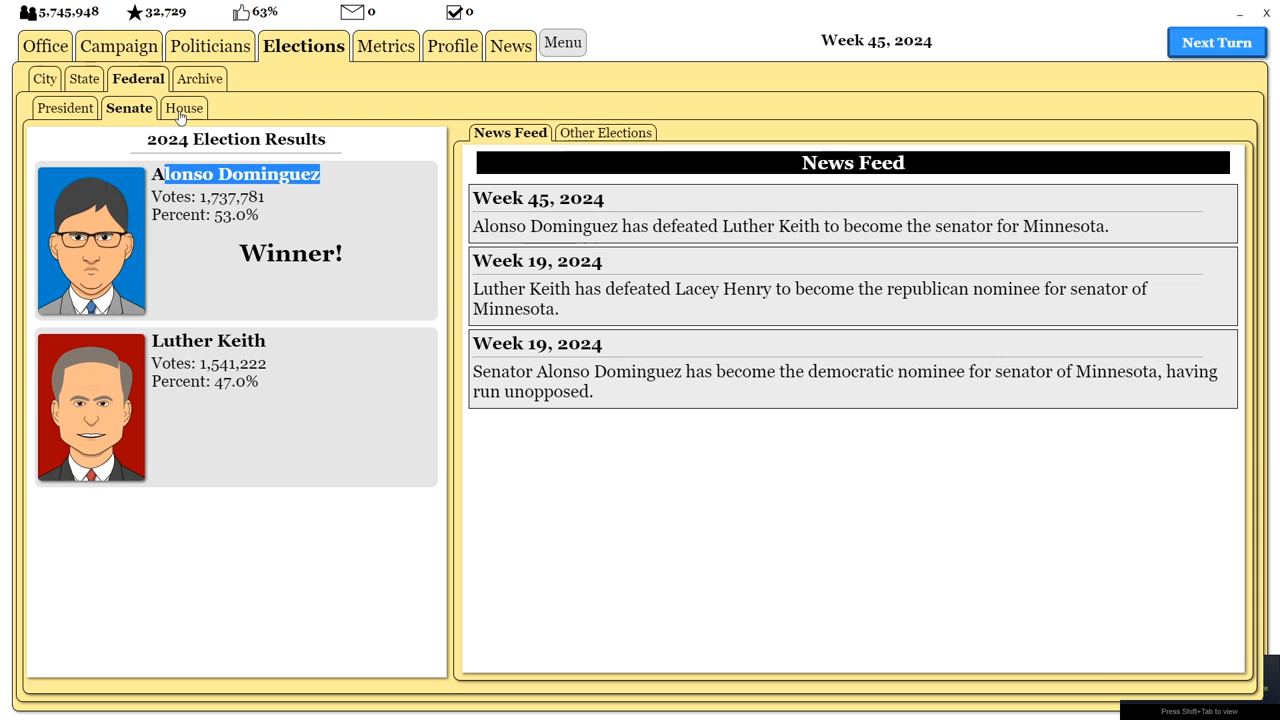 5,745,948 32,729 63% 0 0
_ X
Office Campaign Politicians Elections Metrics Profile News Menu
Week 45, 2024
Next Turn
City State Federal Archive
President Senate House
2024 Election Results
Alonso Dominguez
Votes: 1,737,781
Percent: 53.0%
Winner!
Luther Keith
Votes: 1,541,222
Percent: 47.0%
News Feed Other Elections
News Feed
Week 45, 2024
Alonso Dominguez has defeated Luther Keith to become the senator for Minnesota.
Week 19, 2024
Luther Keith has defeated Lacey Henry to become the republican nominee for senator of
Minnesota.
Week 19, 2024
Senator Alonso Dominguez has become the democratic nominee for senator of Minnesota, having
run unopposed.
Press Shift+Tab to view